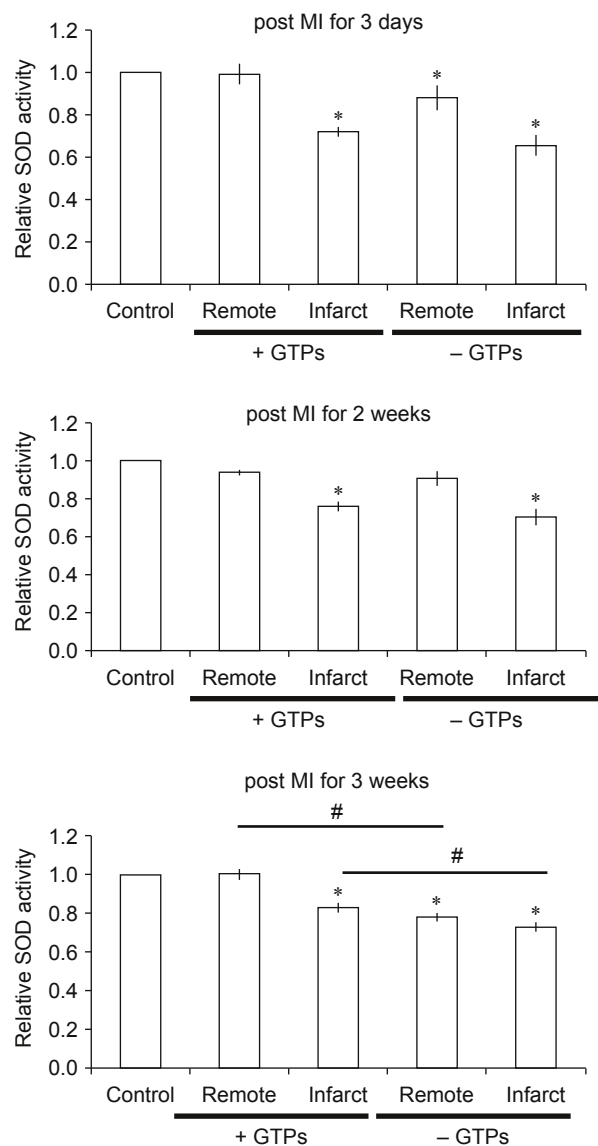 post MI for 3 days
Relative SOD activity
1.2
1.0
0.8
0.6
0.4
0.2
0.0
*
*
*
Control Remote Infarct Remote Infarct
+ GTPs – GTPs
post MI for 2 weeks
Relative SOD activity
1.2
1.0
0.8
0.6
0.4
0.2
0.0
*
*
Control Remote Infarct Remote Infarct
+ GTPs – GTPs
post MI for 3 weeks
Relative SOD activity
#
#
1.2
1.0
0.8
0.6
0.4
0.2
0.0
*
*
*
Control Remote Infarct Remote Infarct
+ GTPs – GTPs